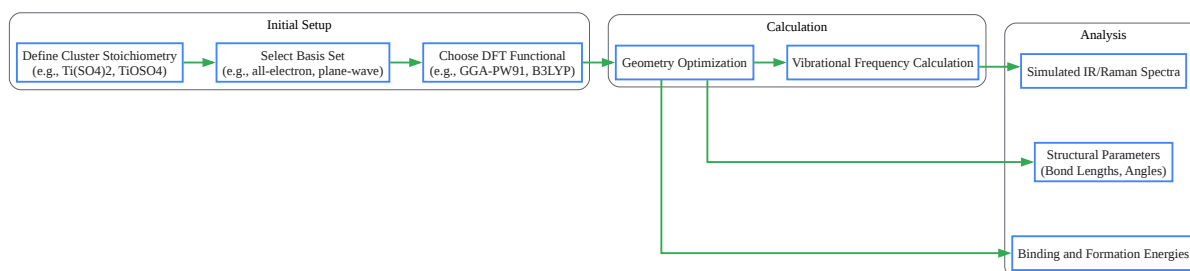 Initial Setup
Define Cluster Stoichiometry
(e.g., Ti(SO4)2, TiOSO4)
Select Basis Set
(e.g., all-electron, plane-wave)
Choose DFT Functional
(e.g., GGA-PW91, B3LYP)
Calculation
Geometry Optimization
Vibrational Frequency Calculation
Analysis
Simulated IR/Raman Spectra
Structural Parameters
(Bond Lengths, Angles)
Binding and Formation Energies